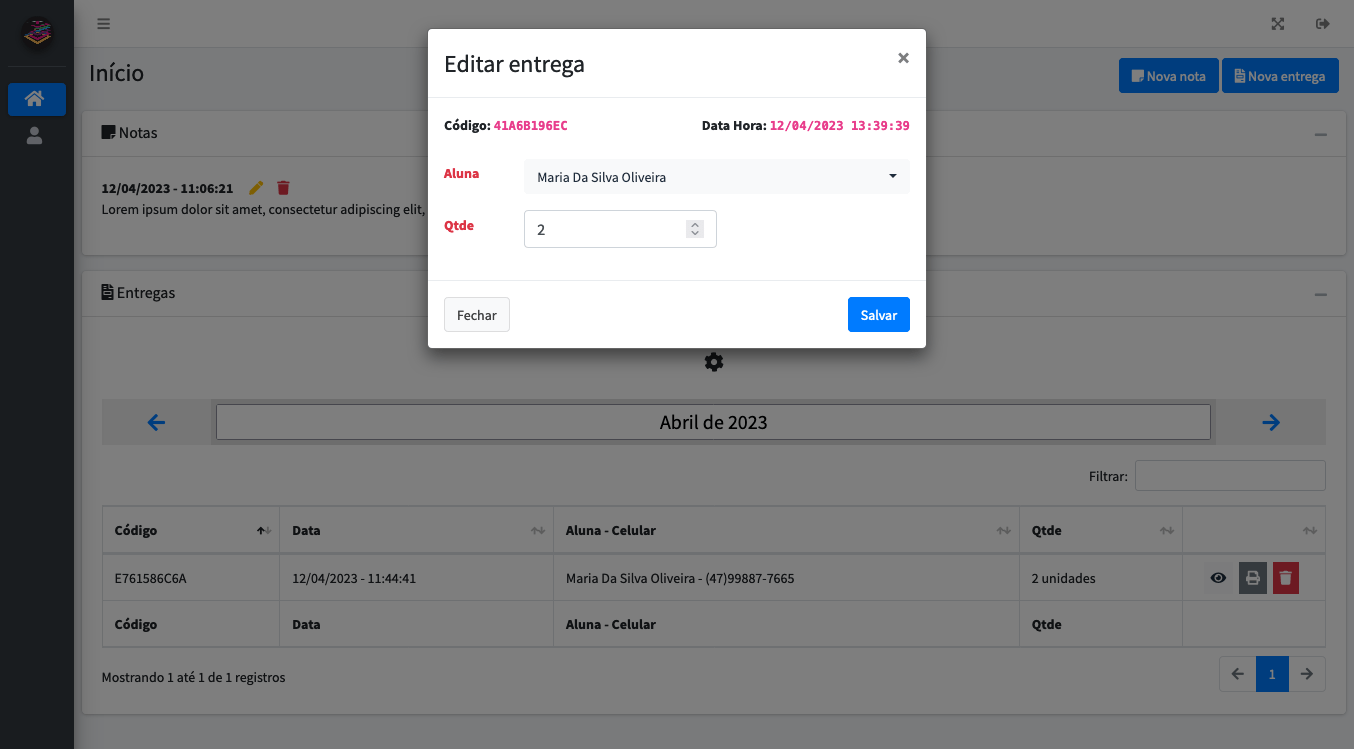 Editar entrega
×
Código: 41A6B196EC Data Hora: 12/04/2023 13:39:39
Aluna Maria Da Silva Oliveira
Qtde 2
Fechar Salvar
Início Nova nota Nova entrega
Notas
12/04/2023 - 11:06:21
Lorem ipsum dolor sit amet, consectetur adipiscing elit,
Entregas
Abril de 2023
Filtrar:
Código Data Aluna - Celular Qtde
E761586C6A 12/04/2023 - 11:44:41 Maria Da Silva Oliveira - (47)99887-7665 2 unidades
Código Data Aluna - Celular Qtde
Mostrando 1 até 1 de 1 registros 1